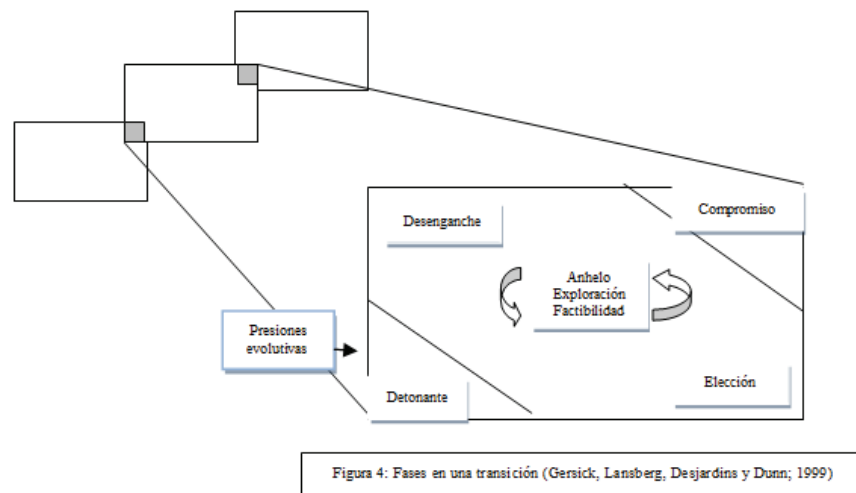 Desenganche
Compromiso
Anhelo
Exploración
Factibilidad
Presiones
evolutivas
Detonante
Elección
Figura 4: Fases en una transición (Gersick, Lansberg, Desjardins y Dunn; 1999)